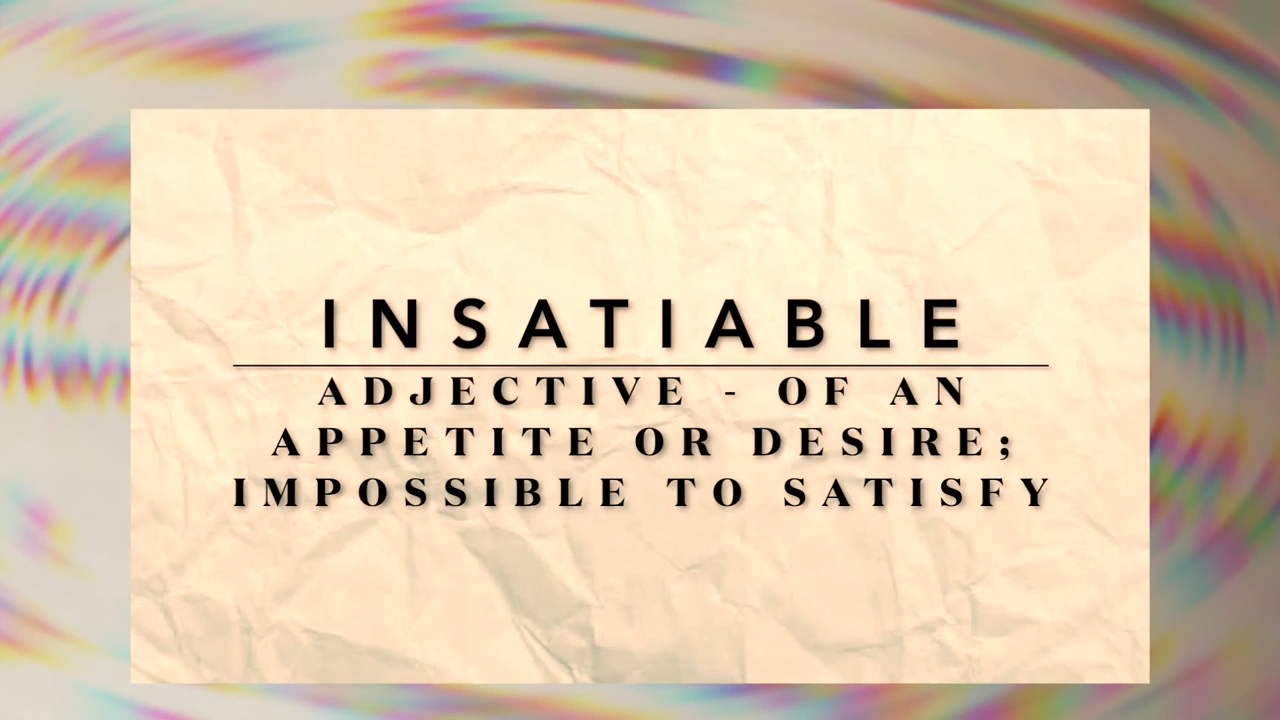 INSATIABLE
ADJECTIVE - OF AN
APPETITE OR DESIRE;
IMPOSSIBLE TO SATISFY